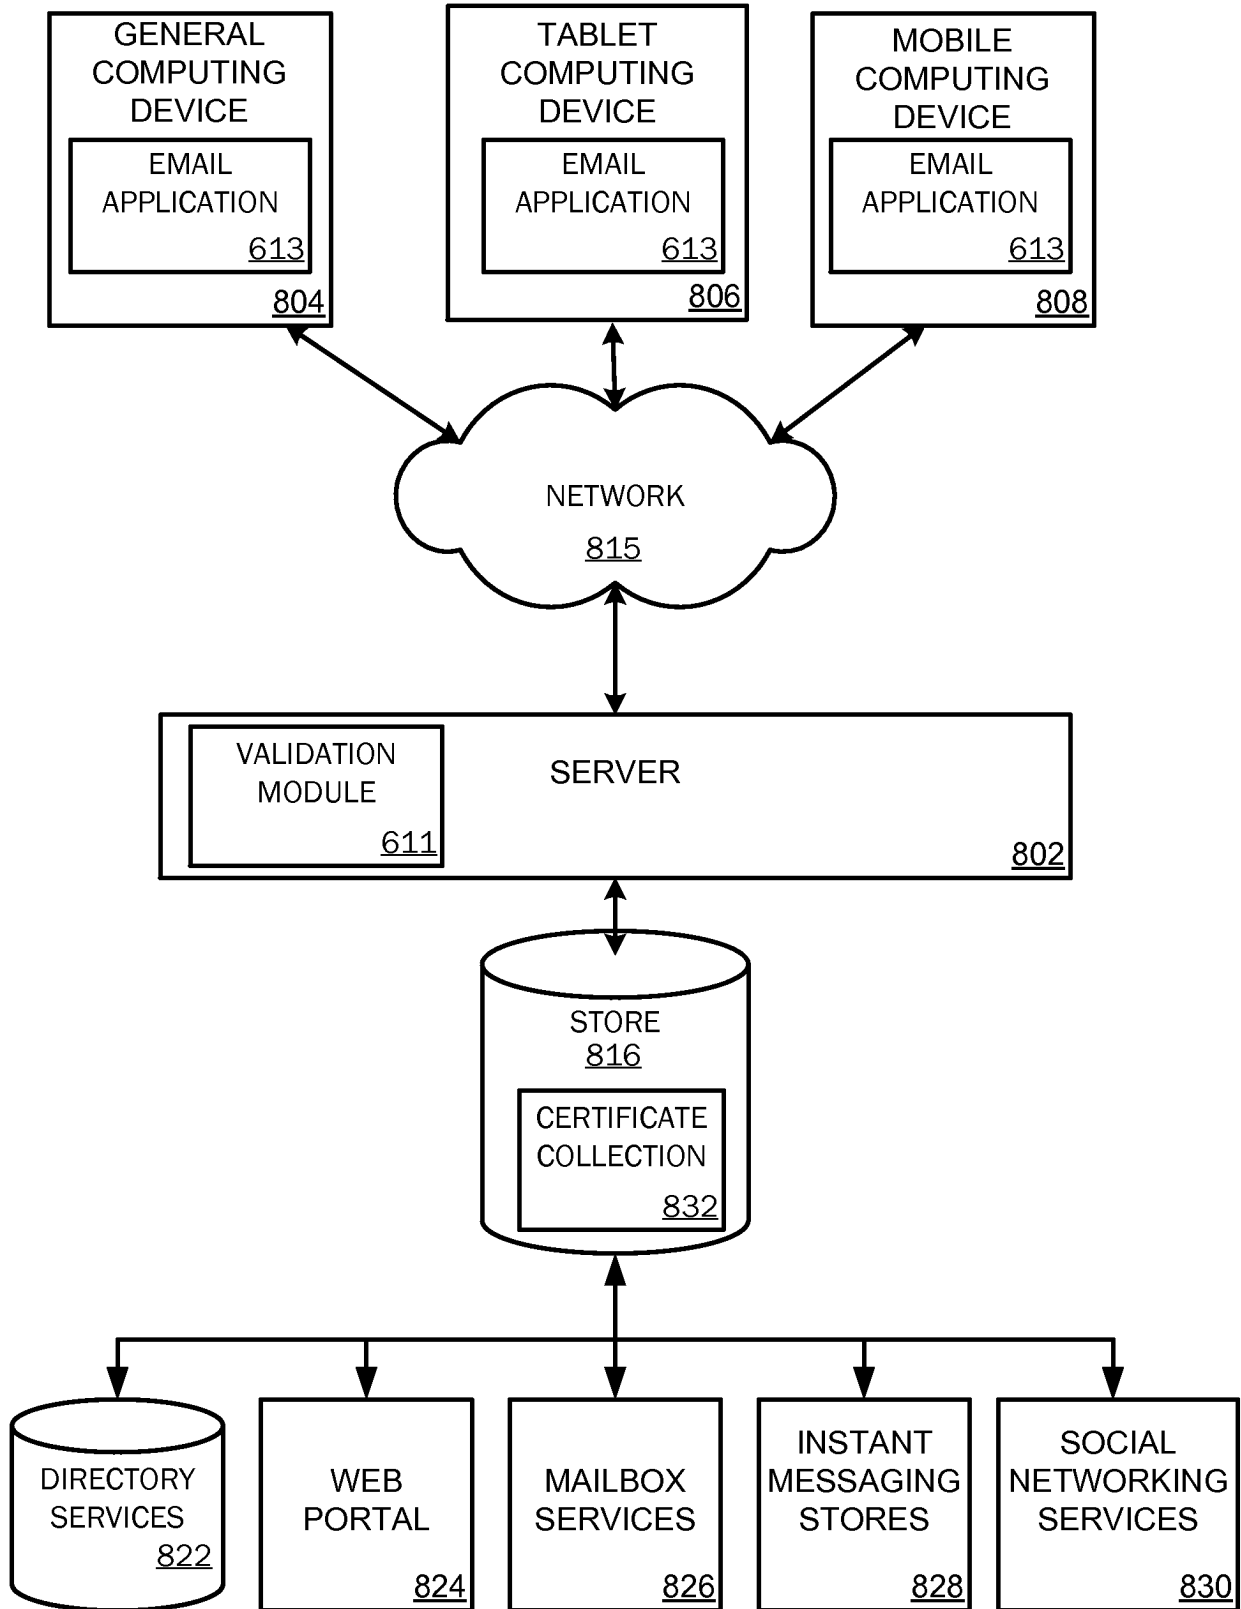 GENERAL
COMPUTING
DEVICE
EMAIL
APPLICATION
613
804
TABLET
COMPUTING
DEVICE
EMAIL
APPLICATION
613
806
MOBILE
COMPUTING
DEVICE
EMAIL
APPLICATION
613
808
NETWORK
815
VALIDATION
MODULE
611
SERVER
802
STORE
816
CERTIFICATE
COLLECTION
832
DIRECTORY
SERVICES
822
WEB
PORTAL
824
MAILBOX
SERVICES
826
INSTANT
MESSAGING
STORES
828
SOCIAL
NETWORKING
SERVICES
830